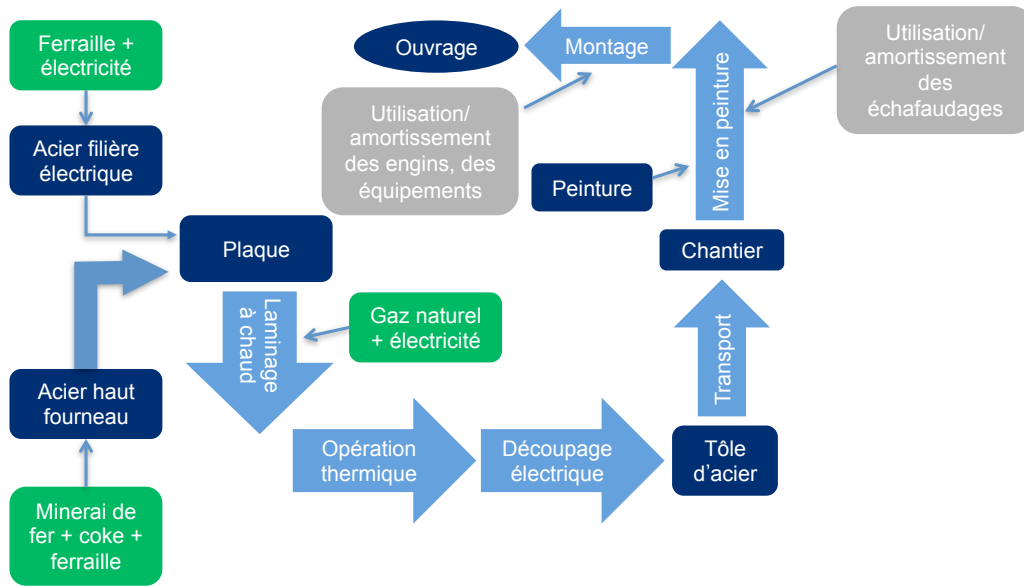 Ferraille +
électricité
Acier filière
électrique
Plaque
Acier haut
fourneau
Minerai de
fer + coke +
ferraille
Laminage
à chaud
Gaz naturel
+ électricité
Opération
thermique
Découpage
électrique
Tôle
d’acier
Transport
Chantier
Peinture
Mise en peinture
Utilisation/
amortissement
des
échafaudages
Montage
Utilisation/
amortissement
des engins, des
équipements
Ouvrage